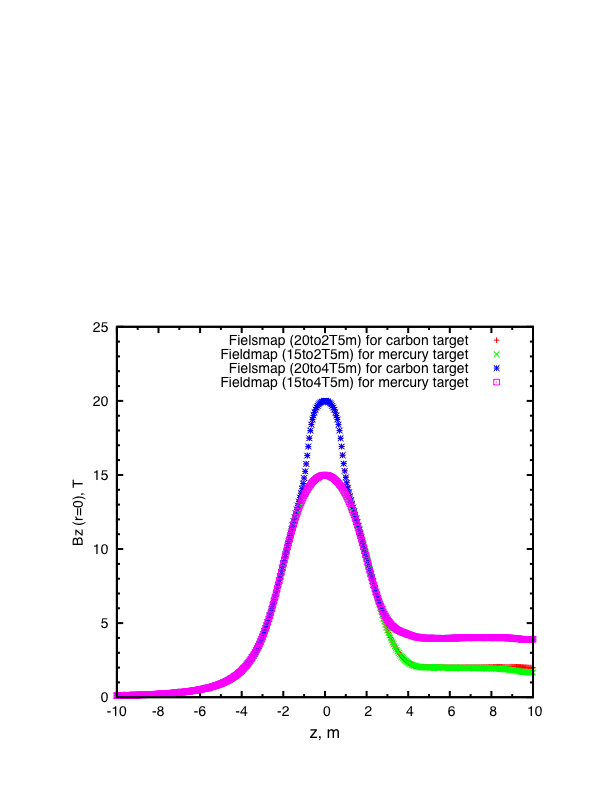 25
20
15
10
5
0
Bz (r=0), T
Fielsmap (20to2T5m) for carbon target
Fieldmap (15to2T5m) for mercury target
Fielsmap (20to4T5m) for carbon target
Fieldmap (15to4T5m) for mercury target
-10 -8 -6 -4 -2 0 2 4 6 8 10
z, m